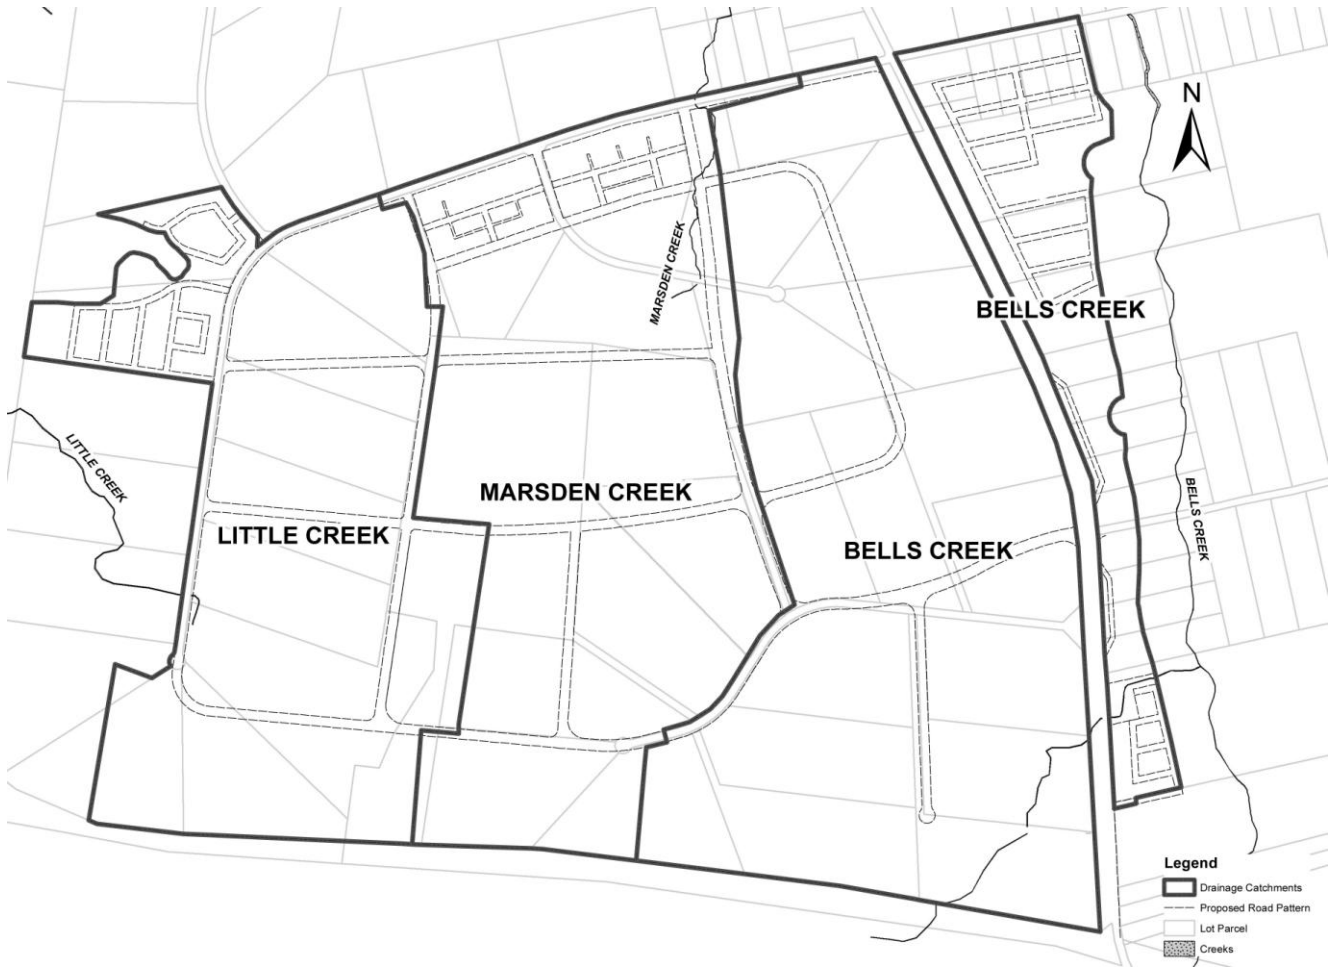 N
MARSDEN CREEK
BELLS CREEK
LITTLE CREEK
MARSDEN CREEK
BELLS CREEK
LITTLE CREEK
BELLS CREEK
Legend
Drainage Catchments
Proposed Road Pattern
Lot Parcel
Creeks